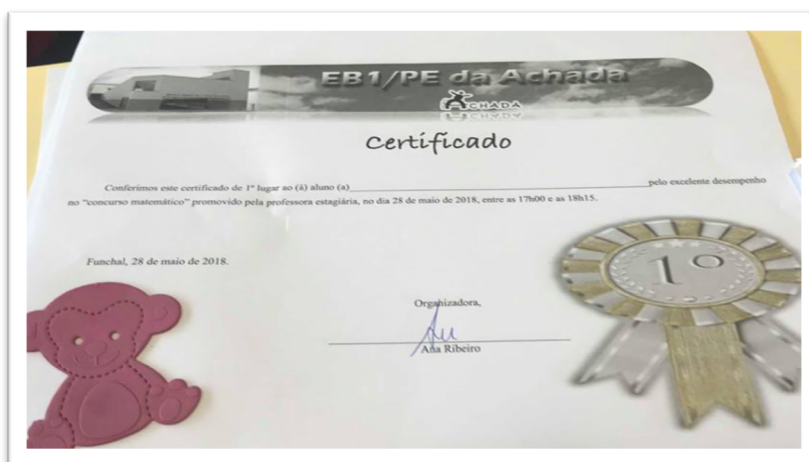 EB1/PE da Achada
ACHADA
Certificado
Conferimos este certificado de 1º lugar ao (à) aluno (a)____________________pelo excelente desempenho
no "concurso matemático" promovido pela professora estagiária, no dia 28 de maio de 2018, entre as 17h00 e as 18h15.
1º
Funchal, 28 de maio de 2018.
Organizadora,
Ana Ribeiro